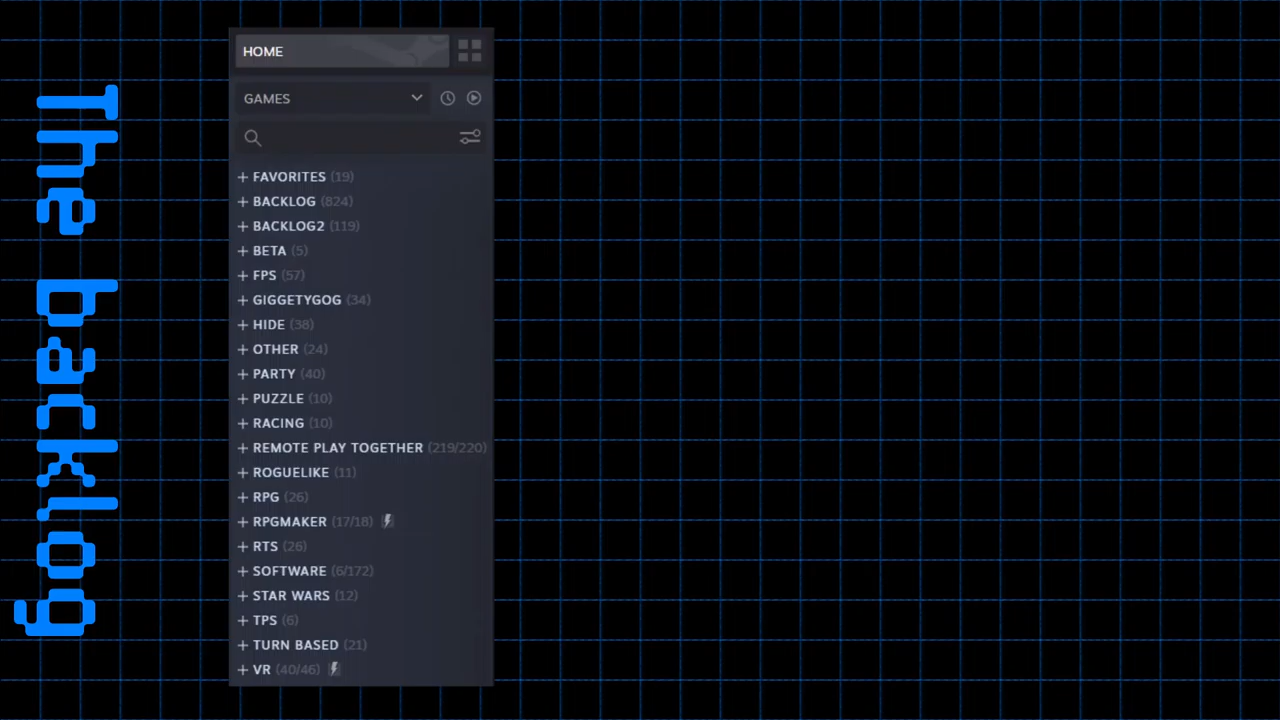 The backlog
HOME
GAMES
+ FAVORITES (19)
+ BACKLOG (824)
+ BACKLOG2 (119)
+ BETA (5)
+ FPS (57)
+ GIGGETYGOG (34)
+ HIDE (38)
+ OTHER (24)
+ PARTY (40)
+ PUZZLE (10)
+ RACING (10)
+ REMOTE PLAY TOGETHER (219/220)
+ ROGUELIKE (11)
+ RPG (26)
+ RPGMAKER (17/18)
+ RTS (26)
+ SOFTWARE (6/172)
+ STAR WARS (12)
+ TPS (6)
+ TURN BASED (21)
+ VR (40/46)